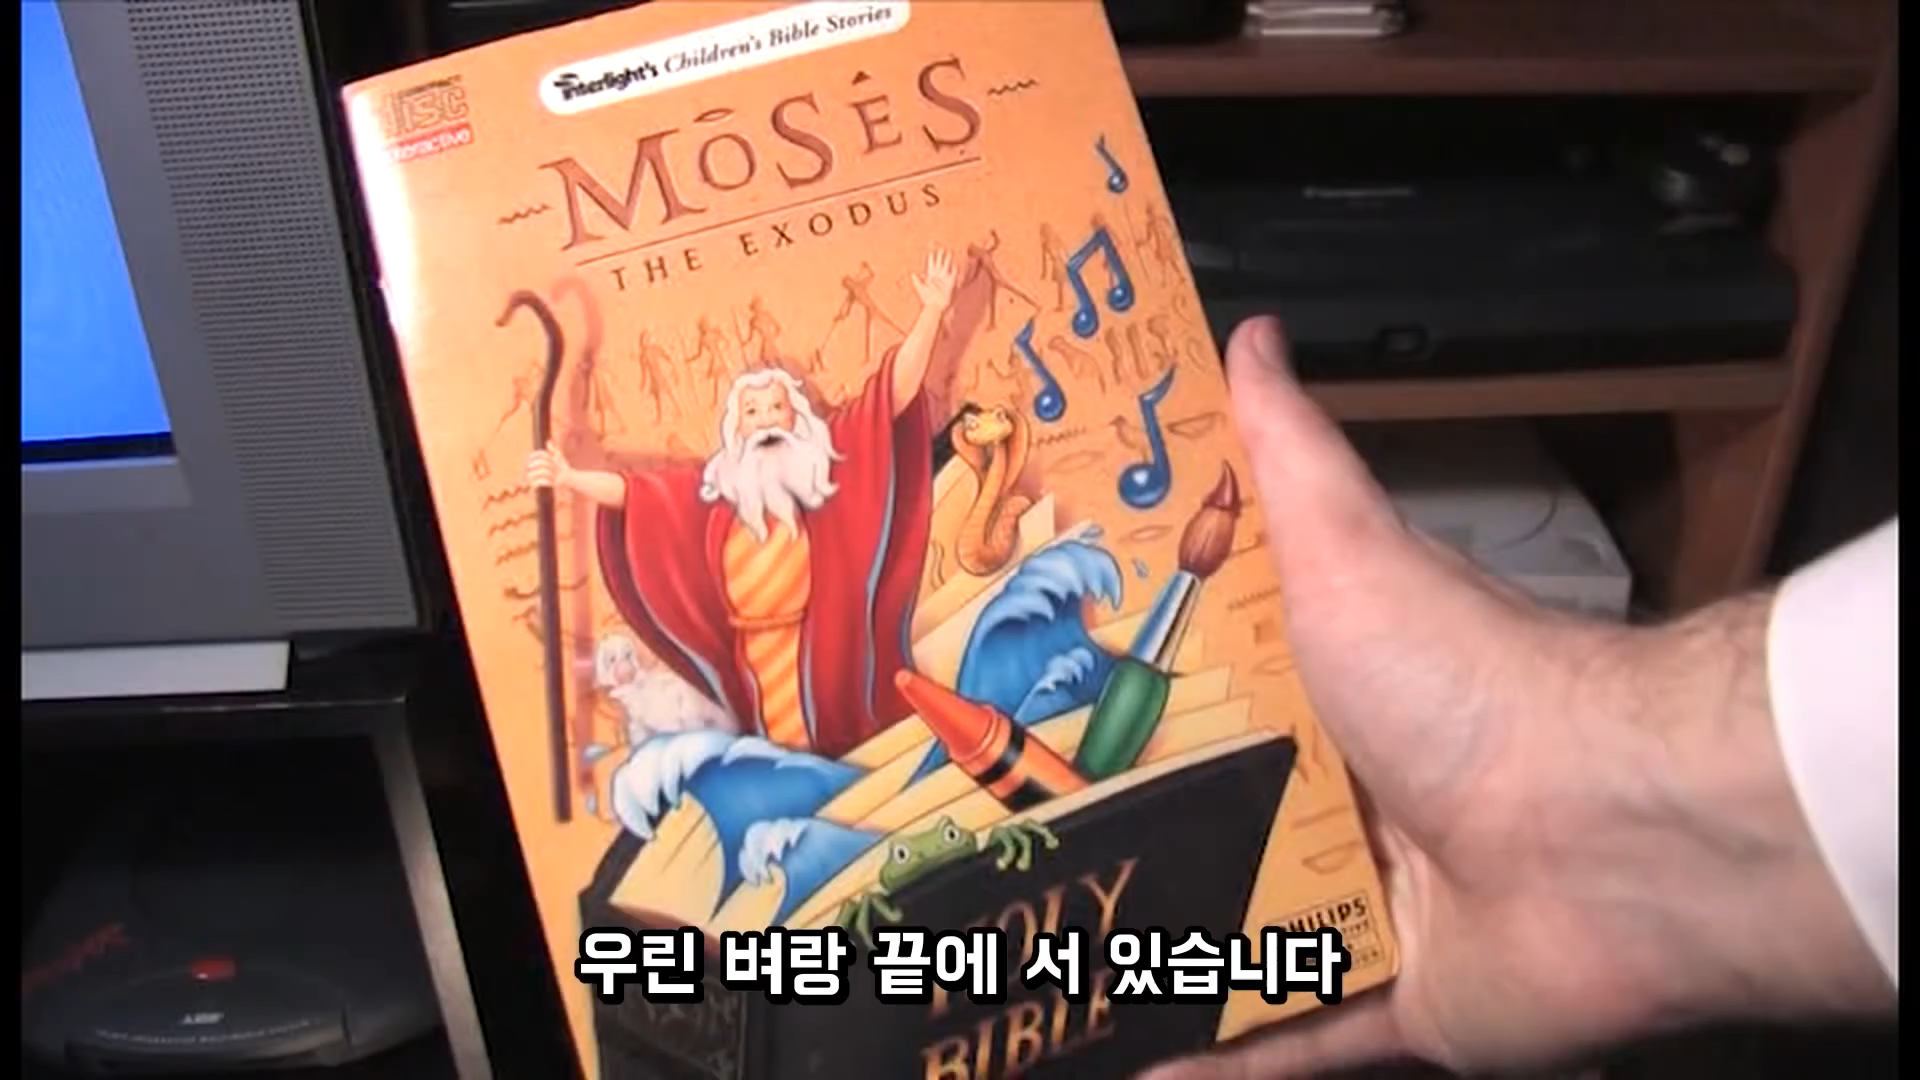 interlight's Children's Bible Stories
COMPACT
disc
interactive
MOSES
THE EXODUS
HOLY
BIBLE
PHILIPS
우린 벼랑 끝에 서 있습니다